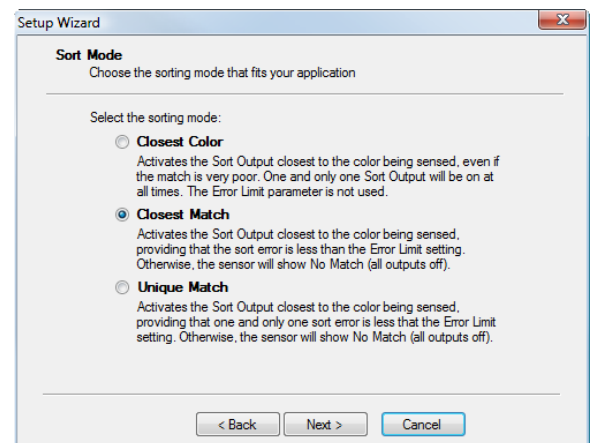 Setup Wizard
Sort Mode
Choose the sorting mode that fits your application
Select the sorting mode:
Closest Color
Activates the Sort Output closest to the color being sensed, even if
the match is very poor. One and only one Sort Output will be on at
all times. The Error Limit parameter is not used.
Closest Match
Activates the Sort Output closest to the color being sensed,
providing that the sort error is less than the Error Limit setting.
Otherwise, the sensor will show No Match (all outputs off).
Unique Match
Activates the Sort Output closest to the color being sensed,
providing that one and only one sort error is less that the Error Limit
setting. Otherwise, the sensor will show No Match (all outputs off).
< Back Next > Cancel